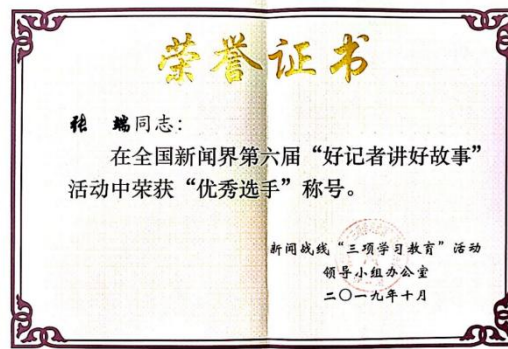 荣誉证书
张 端同志：
在全国新闻界第六届“好记者讲好故事”
活动中荣获“优秀选手”称号。
新闻战线“三项学习教育”活动
领导小组办公室
二〇一九年十月